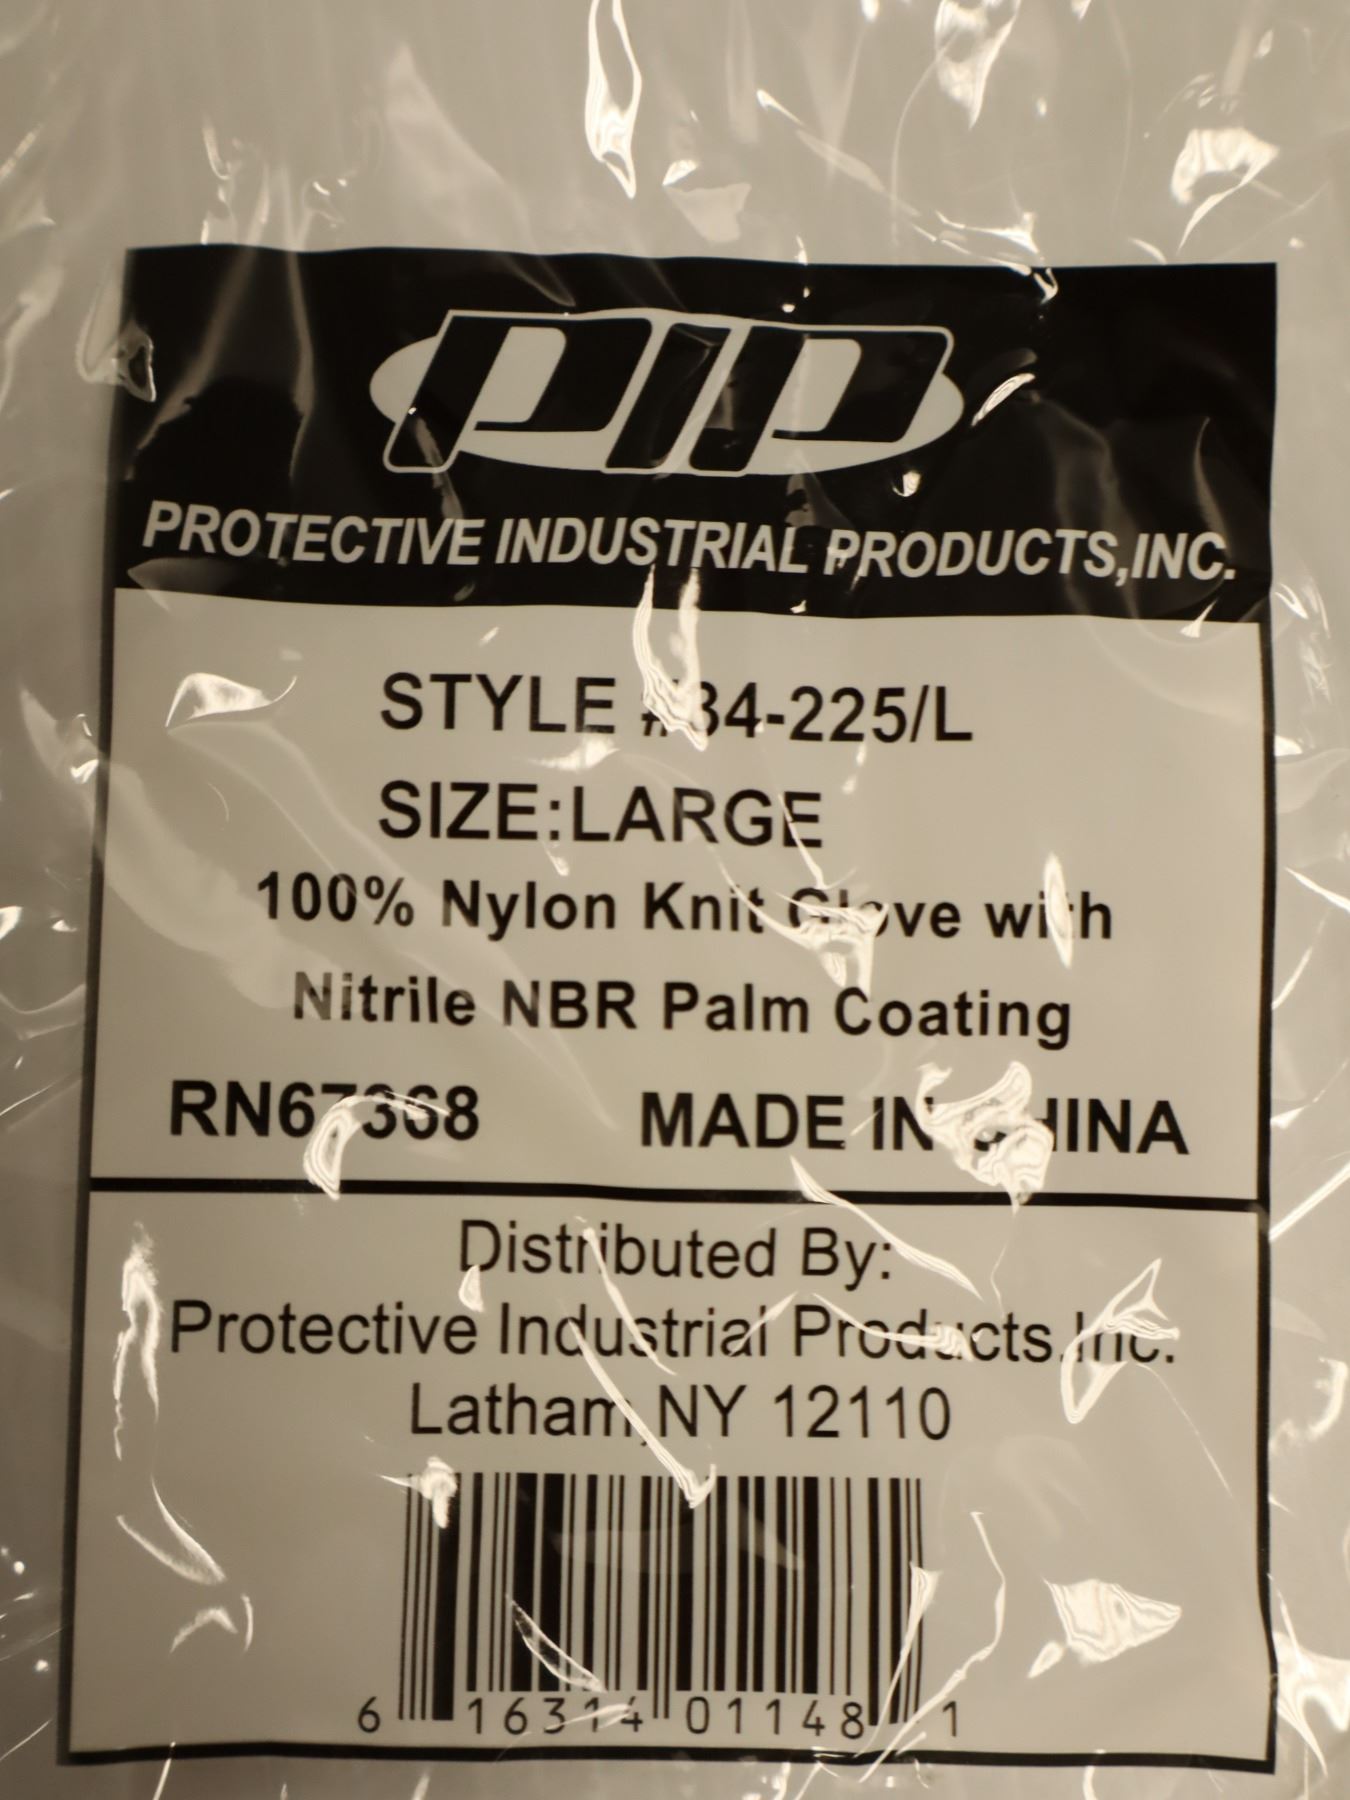 PIP
PROTECTIVE INDUSTRIAL PRODUCTS,INC.
STYLE #34-225/L
SIZE:LARGE
100% Nylon Knit Glove with
Nitrile NBR Palm Coating
RN67368 MADE IN CHINA
Distributed By:
Protective Industrial Products,Inc.
Latham,NY 12110
6 16314 01148 1